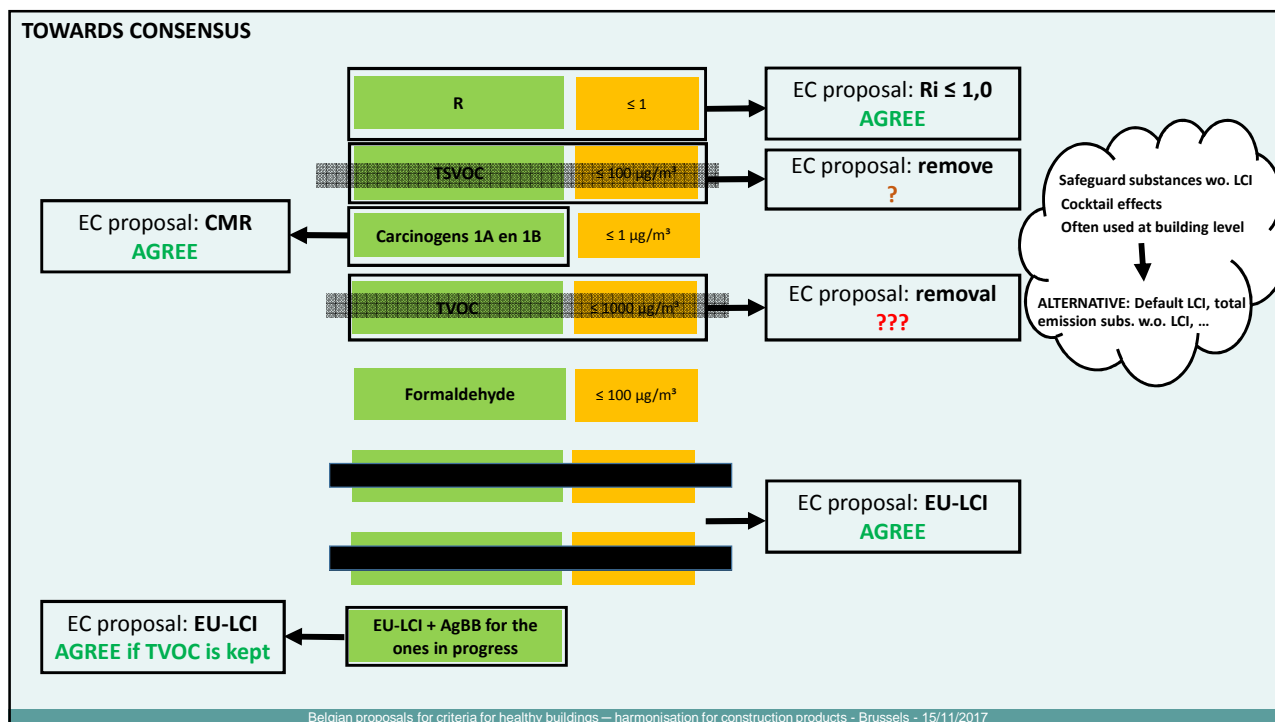 TOWARDS CONSENSUS
R
≤ 1
EC proposal: Ri ≤ 1,0
AGREE
TSVOC
≤ 100 µg/m³
EC proposal: remove
?
Safeguard substances wo. LCI
Cocktail effects
Often used at building level
ALTERNATIVE: Default LCI, total
emission subs. w.o. LCI, ...
EC proposal: CMR
AGREE
Carcinogens 1A en 1B
≤ 1 µg/m³
TVOC
≤ 1000 µg/m³
EC proposal: removal
???
Formaldehyde
≤ 100 µg/m³
EC proposal: EU-LCI
AGREE
EC proposal: EU-LCI
AGREE if TVOC is kept
EU-LCI + AgBB for the
ones in progress
Belgian proposals for criteria for healthy buildings — harmonisation for construction products - Brussels - 15/11/2017